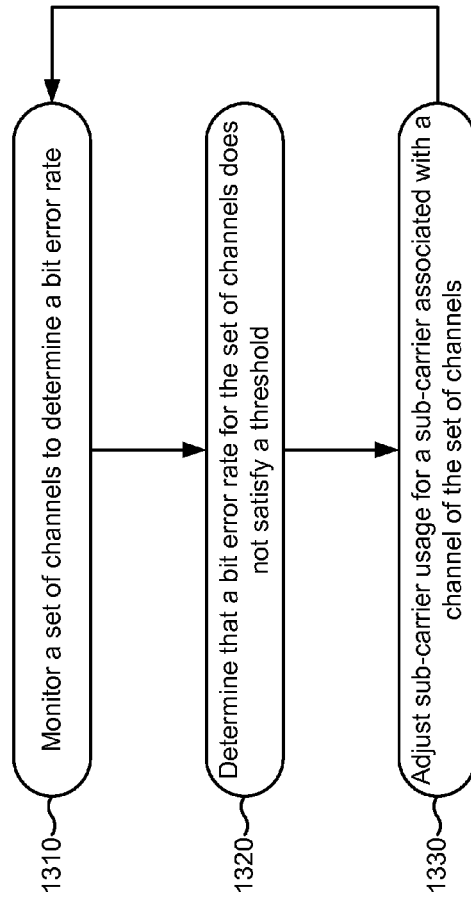 1310
Monitor a set of channels to determine a bit error rate
1320
Determine that a bit error rate for the set of channels does
not satisfy a threshold
1330
Adjust sub-carrier usage for a sub-carrier associated with a
channel of the set of channels